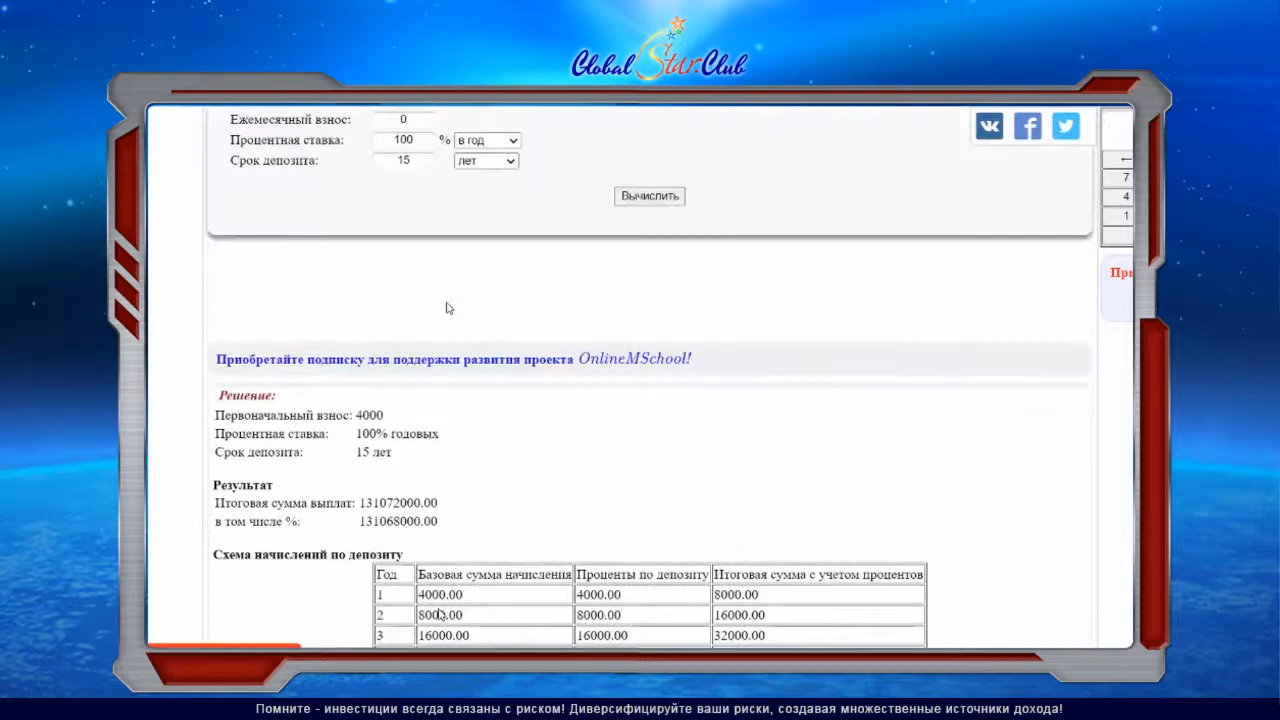 Global Star.Club
Ежемесячный взнос: 0
Процентная ставка: 100 % в год
Срок депозита: 15 лет
Вычислить
←
7
4
1
При
Приобретайте подписку для поддержки развития проекта OnlineMSchool!
Решение:
Первоначальный взнос: 4000
Процентная ставка: 100% годовых
Срок депозита: 15 лет
Результат
Итоговая сумма выплат: 131072000.00
в том числе %: 131068000.00
Схема начислений по депозиту
Год Базовая сумма начисления Проценты по депозиту Итоговая сумма с учетом процентов
1 4000.00 4000.00 8000.00
2 8000.00 8000.00 16000.00
3 16000.00 16000.00 32000.00
Помните - инвестиции всегда связаны с риском! Диверсифицируйте ваши риски, создавая множественные источники дохода!